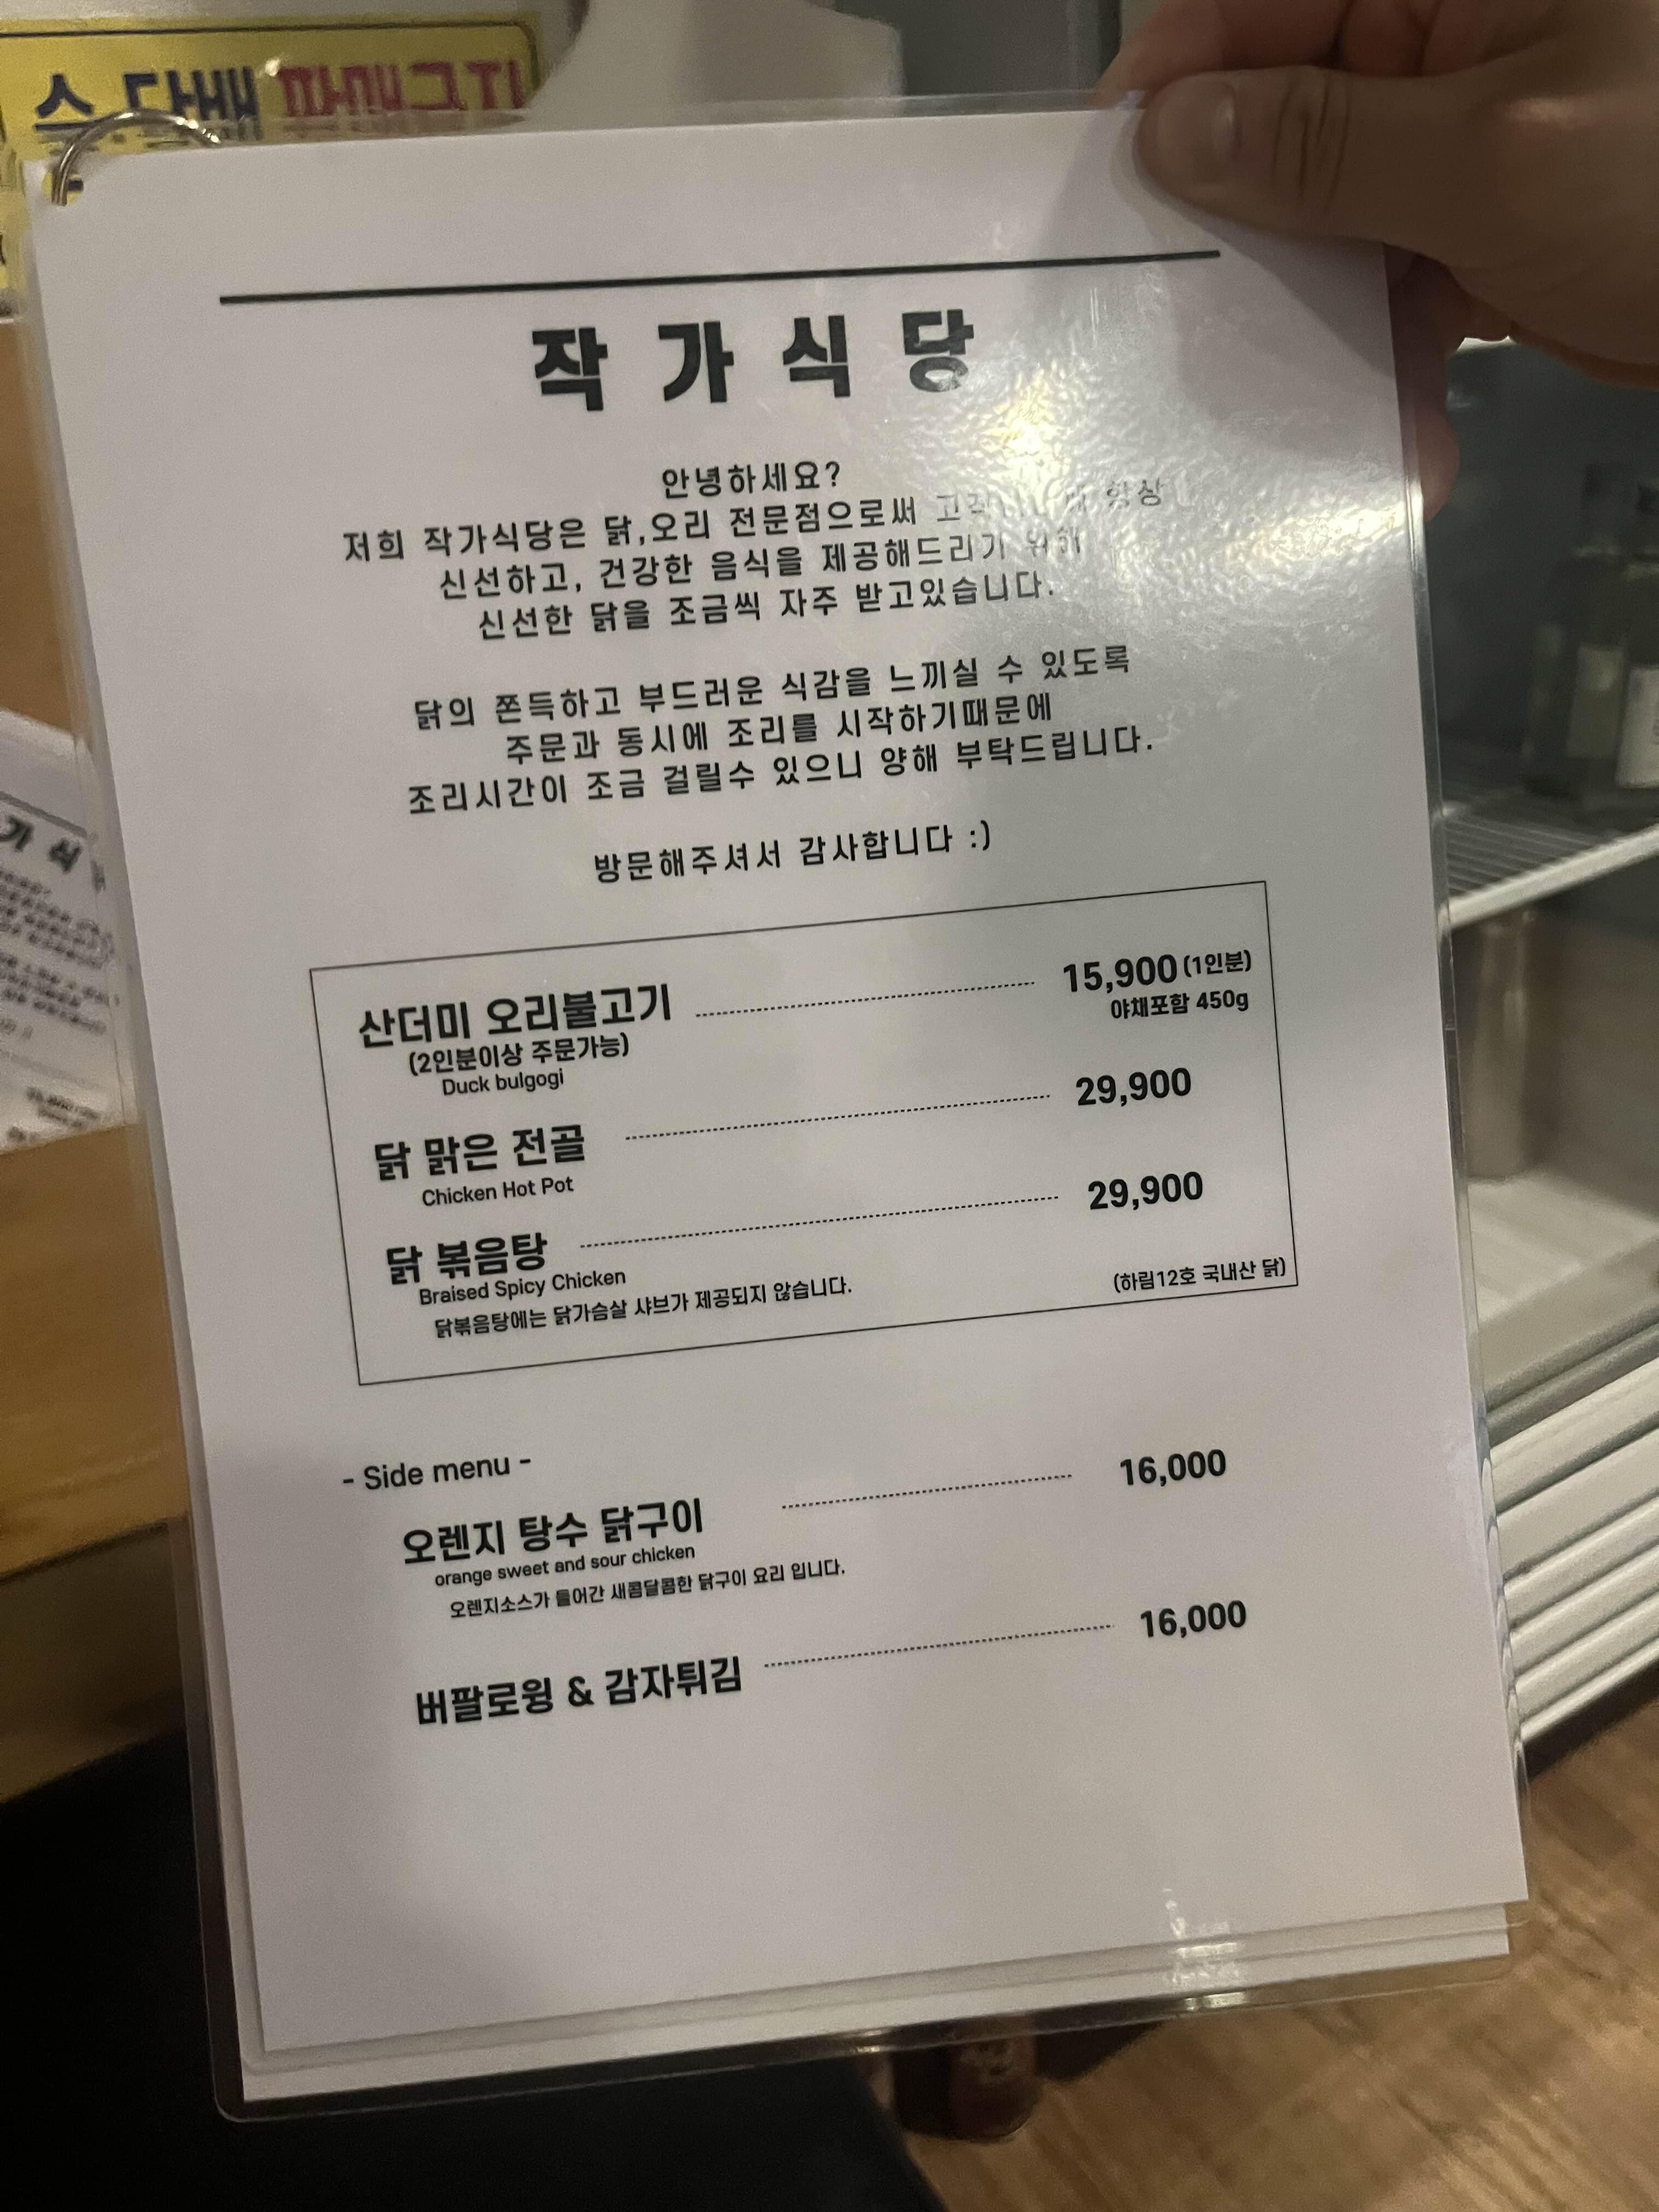 수 담배 판매금지
작가식당
안녕하세요?
저희 작가식당은 닭,오리 전문점으로써 항상
신선하고, 건강한 음식을 제공해드리기 위해
신선한 닭을 조금씩 자주 받고있습니다.
닭의 쫀득하고 부드러운 식감을 느끼실 수 있도록
주문과 동시에 조리를 시작하기때문에
조리시간이 조금 걸릴수 있으니 양해 부탁드립니다.
방문해주셔서 감사합니다 :)
산더미 오리불고기 15,900 (1인분)
(2인분이상 주문가능) 야채포함 450g
Duck bulgogi
닭 맑은 전골 29,900
Chicken Hot Pot
닭 볶음탕 29,900
Braised Spicy Chicken
닭볶음탕에는 닭가슴살 샤브가 제공되지 않습니다. (하림12호 국내산 닭)
- Side menu -
오렌지 탕수 닭구이 16,000
orange sweet and sour chicken
오렌지소스가 들어간 새콤달콤한 닭구이 요리 입니다.
버팔로윙 & 감자튀김 16,000